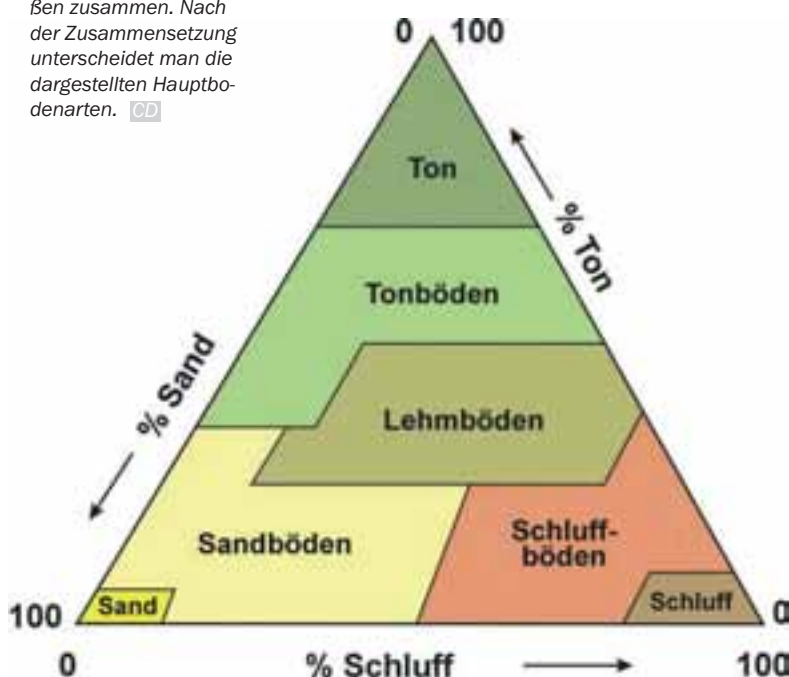 ßen zusammen. Nach
der Zusammensetzung
unterscheidet man die
dargestellten Hauptbo-
denarten. CD
0 100
Ton
% Ton
Tonböden
% Sand
Lehmböden
Sandböden
Schluff-
böden
Sand
Schluff
100
0
0
% Schluff
100